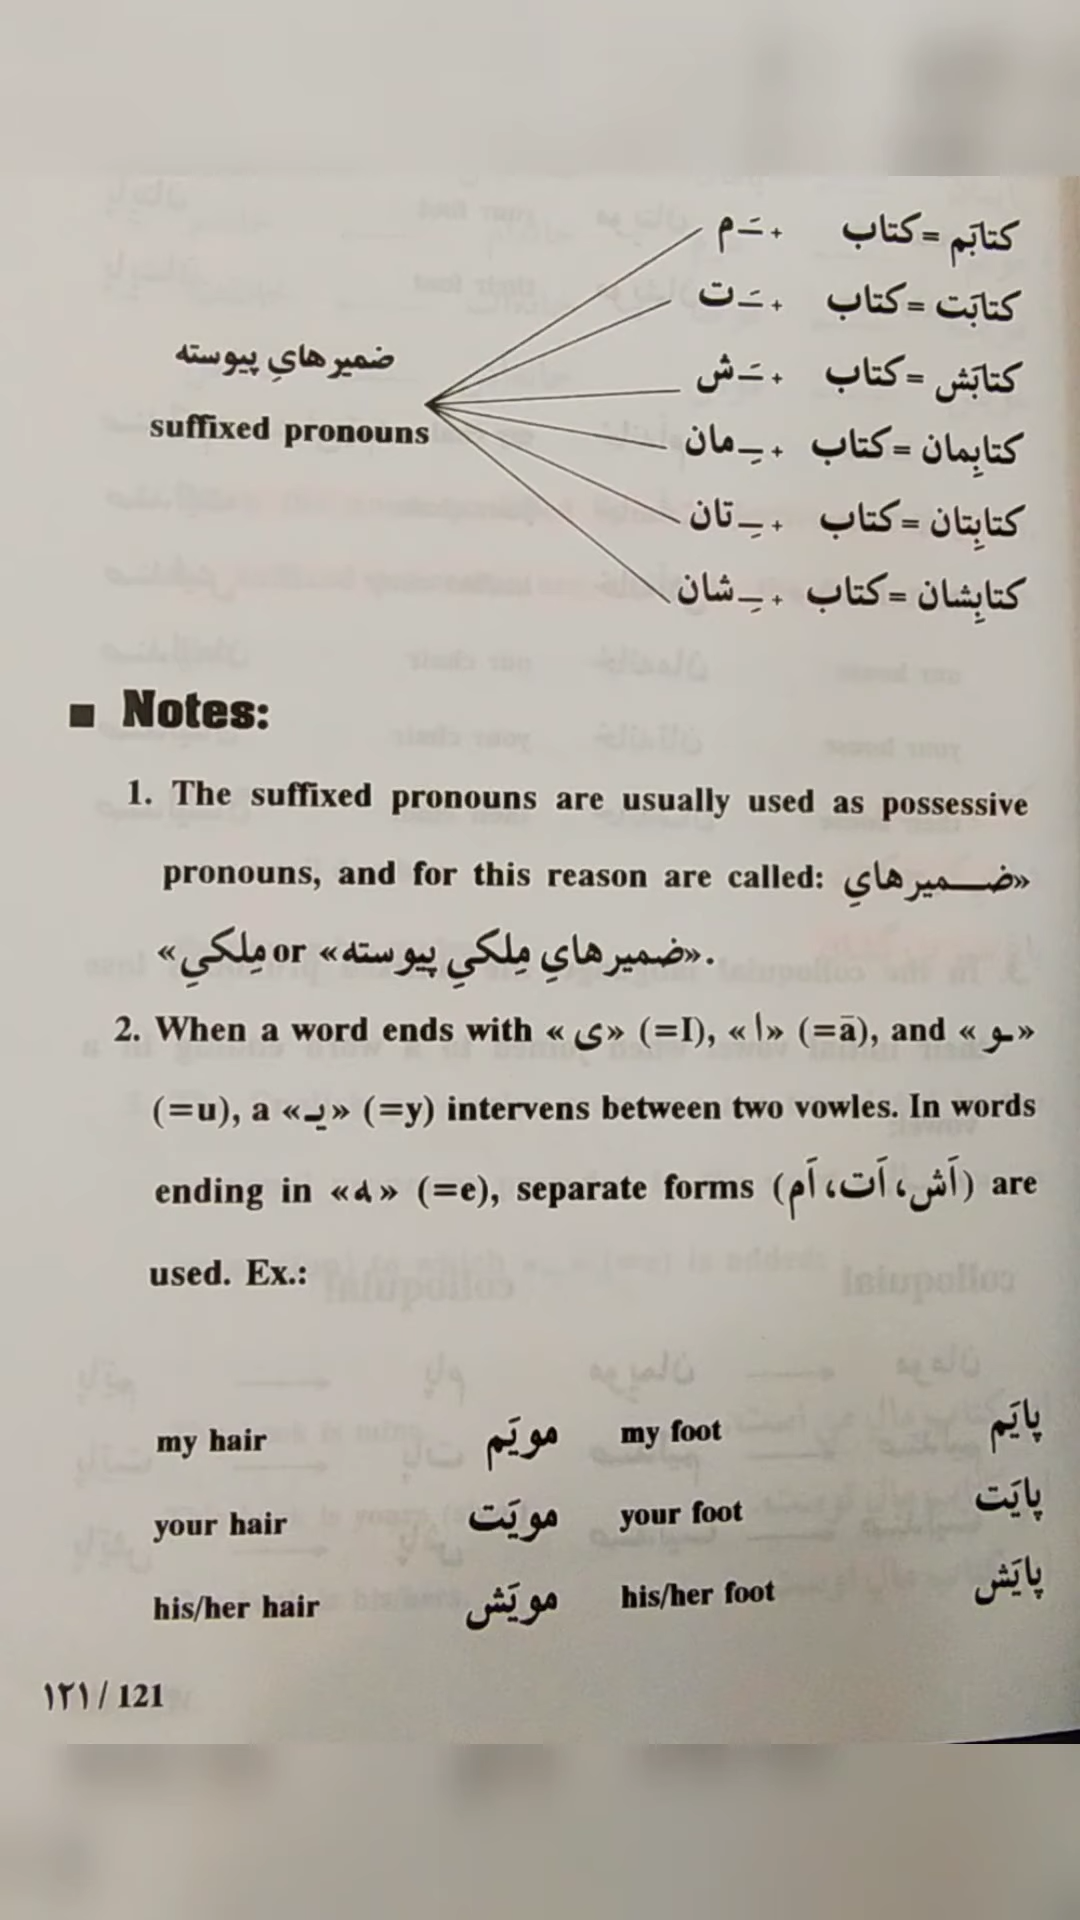 کتابَم = کتاب + ـَ م
کتابَت = کتاب + ـَ ت
کتابَش = کتاب + ـَ ش
کتابِمان = کتاب + ـِ مان
کتابِتان = کتاب + ـِ تان
کتابِشان = کتاب + ـِ شان
ضمیرهایِ پیوسته
suffixed pronouns
■ Notes:
1. The suffixed pronouns are usually used as possessive
pronouns, and for this reason are called: «ضـــمیرهایِ
مِلکیِ» or «ضمیرهایِ مِلکیِ پیوسته».
2. When a word ends with «ی» (=I), «ا» (=ā), and «ـو»
(=u), a «یـ» (=y) intervens between two vowles. In words
ending in «ه» (=e), separate forms (اَش، اَت، اَم) are
used. Ex.:
my hair مویَم my foot پایَم
your hair مویَت your foot پایَت
his/her hair مویَش his/her foot پایَش
۱۲۱/ 121